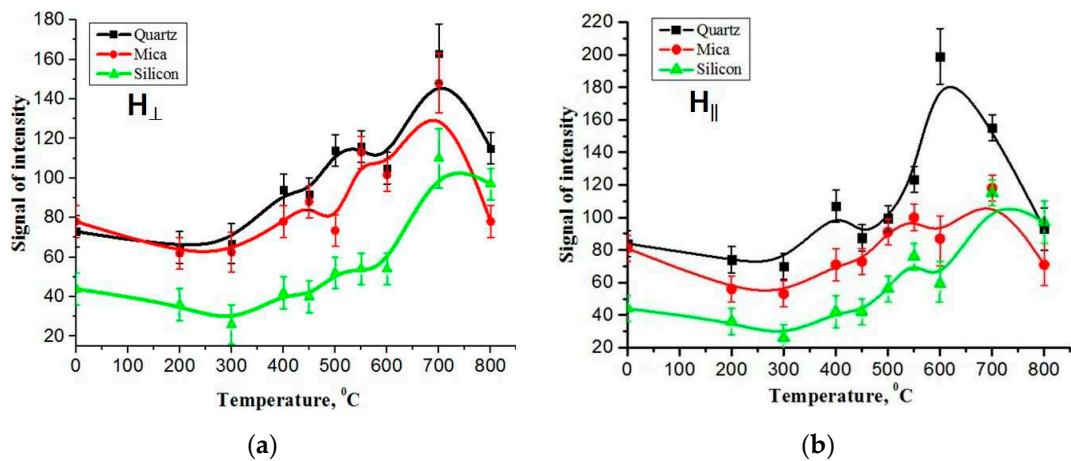 180
160
140
120
100
80
60
40
20
Signal of intensity
Quartz
Mica
Silicon
H⊥
0 100 200 300 400 500 600 700 800
Temperature, ⁰C
(a)
220
200
180
160
140
120
100
80
60
40
20
Signal of intensity
Quartz
Mica
Silicon
H||
0 100 200 300 400 500 600 700 800
Temperature, ⁰C
(b)